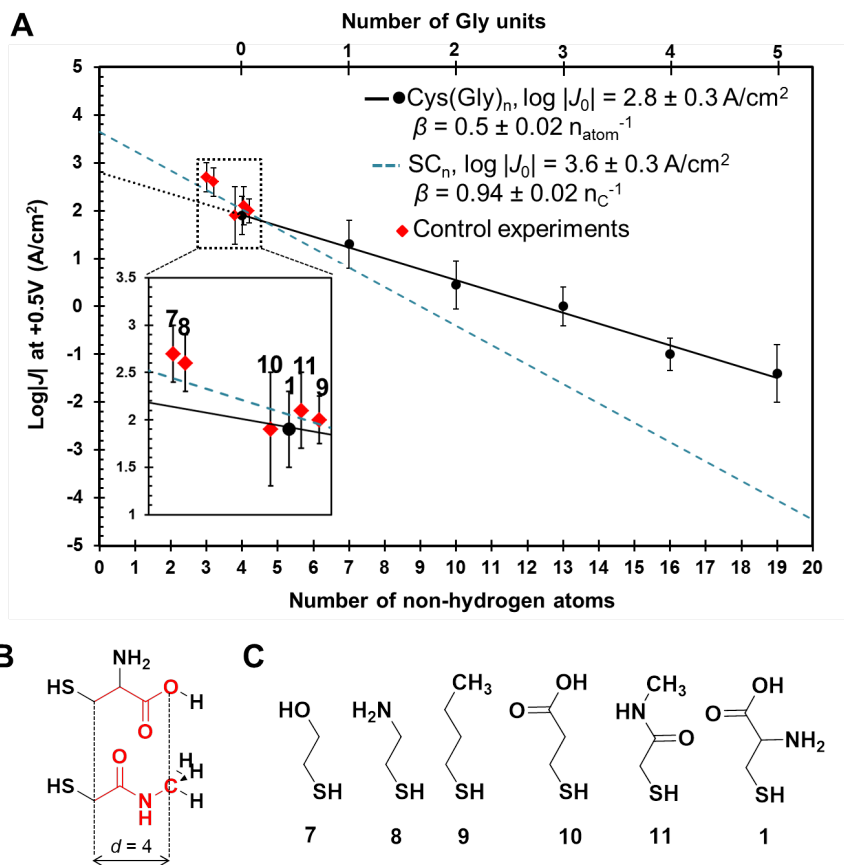 A
Number of Gly units
0 1 2 3 4 5
5
4
3
2
1
0
-1
-2
-3
-4
-5
Log|J| at +0.5V (A/cm²)
Cys(Gly)ₙ, log |J₀| = 2.8 ± 0.3 A/cm²
β = 0.5 ± 0.02 nₐₜₒₘ⁻¹
SCₙ, log |J₀| = 3.6 ± 0.3 A/cm²
β = 0.94 ± 0.02 n_C⁻¹
Control experiments
3.5
3
2.5
2
1.5
1
7 8 10 1 11 9
0 1 2 3 4 5 6 7 8 9 10 11 12 13 14 15 16 17 18 19 20
Number of non-hydrogen atoms
B
NH₂
HS O H
O
O H
H
HS N C H
H
d = 4
C
HO
SH
7
H₂N
SH
8
CH₃
SH
9
OH
O
SH
10
CH₃
HN
O
SH
11
OH
O
NH₂
SH
1